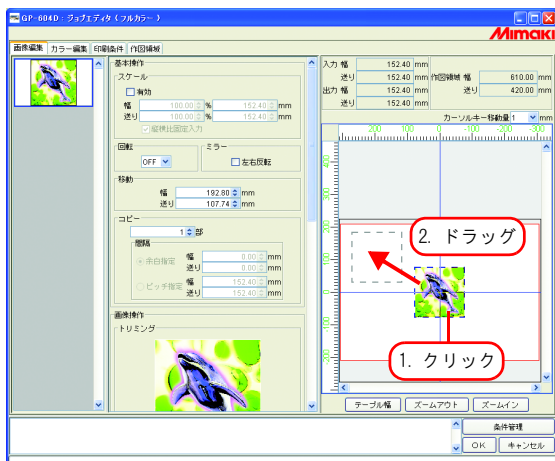 GP-604D : ジョブエディタ ( フルカラー )
Mimaki
画像編集 カラー編集 印刷条件 作図領域
基本操作
スケール
有効
幅 100.00 % 152.40 mm
送り 100.00 % 152.40 mm
縦横比固定入力
回転
OFF
ミラー
左右反転
移動
幅 192.80 mm
送り 107.74 mm
コピー
1 部
間隔
余白指定 幅 0.00 mm
送り 0.00 mm
ピッチ指定 幅 152.40 mm
送り 152.40 mm
画像操作
トリミング
入力 幅 152.40 mm
送り 152.40 mm 作図領域 幅 610.00 mm
出力 幅 152.40 mm 送り 420.00 mm
送り 152.40 mm
カーソルキー移動量 1 mm
200 100 0 -100 -200 -300
2. ドラッグ
1. クリック
テーブル幅 ズームアウト ズームイン
条件管理
OK キャンセル